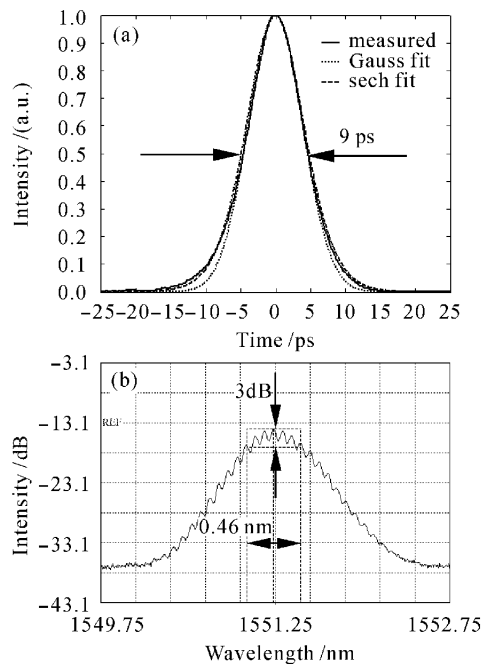 (a)
measured
Gauss fit
sech fit
9 ps
Intensity /(a.u.)
1.0
0.9
0.8
0.7
0.6
0.5
0.4
0.3
0.2
0.1
0.0
−25−20−15−10 −5 0 5 10 15 20 25
Time /ps
(b)
3dB
REF
0.46 nm
Intensity /dB
−3.1
−13.1
−23.1
−33.1
−43.1
1549.75 1551.25 1552.75
Wavelength /nm